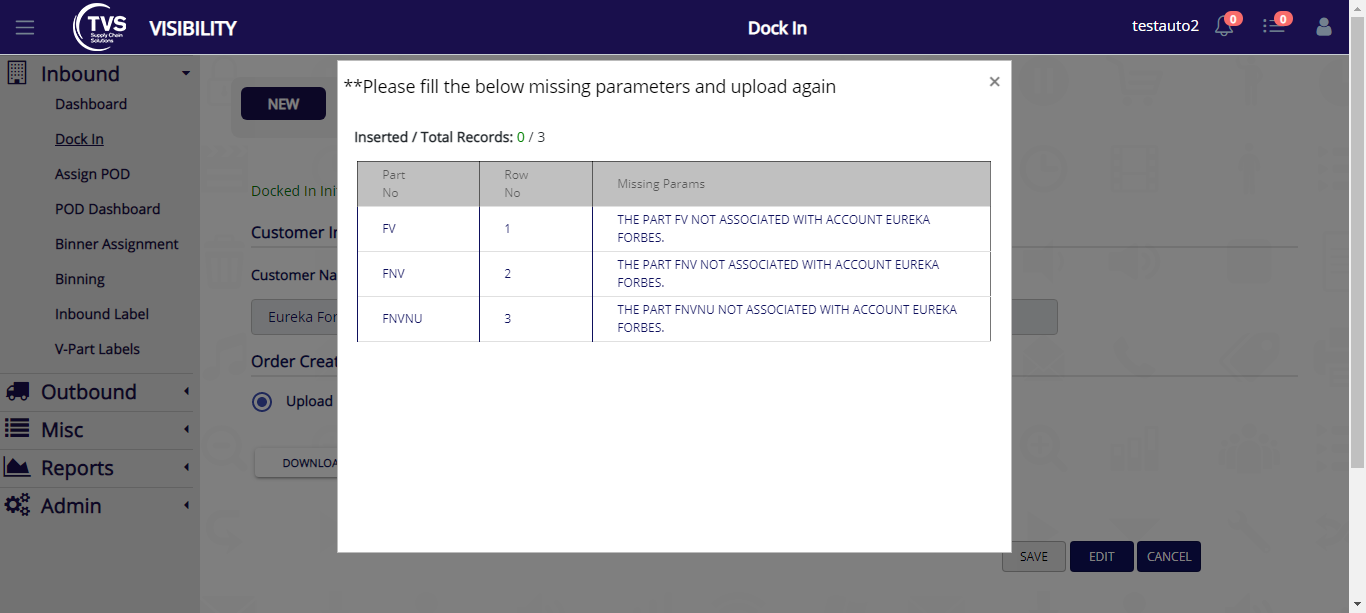 TVS
Supply Chain
Solutions
VISIBILITY
Dock In
testauto2
0
0
Inbound
Dashboard
Dock In
Assign POD
POD Dashboard
Binner Assignment
Binning
Inbound Label
V-Part Labels
Outbound
Misc
Reports
Admin
NEW
Docked In Ini
Customer In
Customer Na
Eureka For
Order Creat
Upload
DOWNLOA
**Please fill the below missing parameters and upload again
×
Inserted / Total Records: 0 / 3
Part No Row No Missing Params
FV 1 THE PART FV NOT ASSOCIATED WITH ACCOUNT EUREKA
FORBES.
FNV 2 THE PART FNV NOT ASSOCIATED WITH ACCOUNT EUREKA
FORBES.
FNVNU 3 THE PART FNVNU NOT ASSOCIATED WITH ACCOUNT EUREKA
FORBES.
SAVE EDIT CANCEL